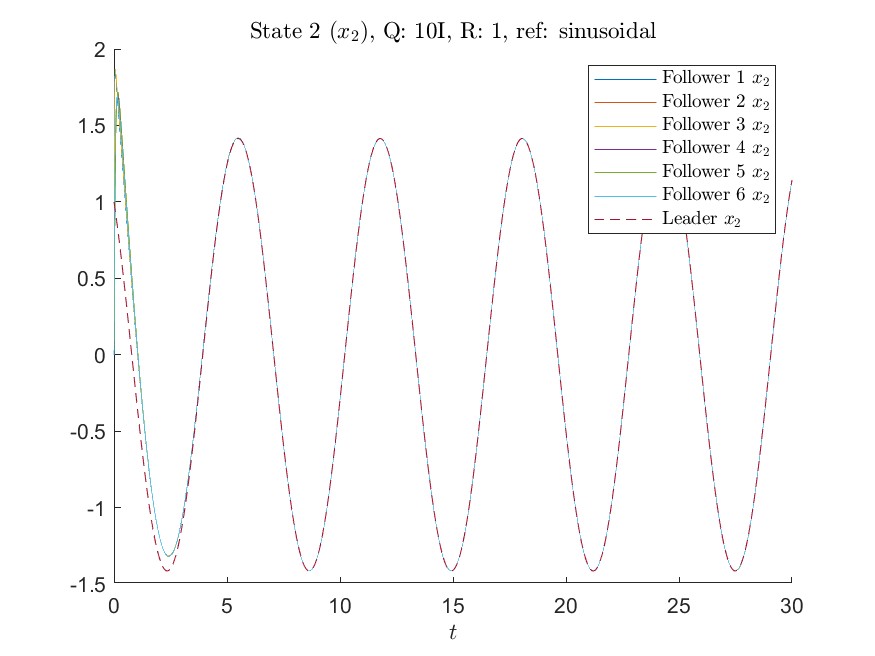 State 2 (x₂), Q: 10I, R: 1, ref: sinusoidal
2
1.5
1
0.5
0
-0.5
-1
-1.5
0 5 10 15 20 25 30
t
Follower 1 x₂
Follower 2 x₂
Follower 3 x₂
Follower 4 x₂
Follower 5 x₂
Follower 6 x₂
Leader x₂